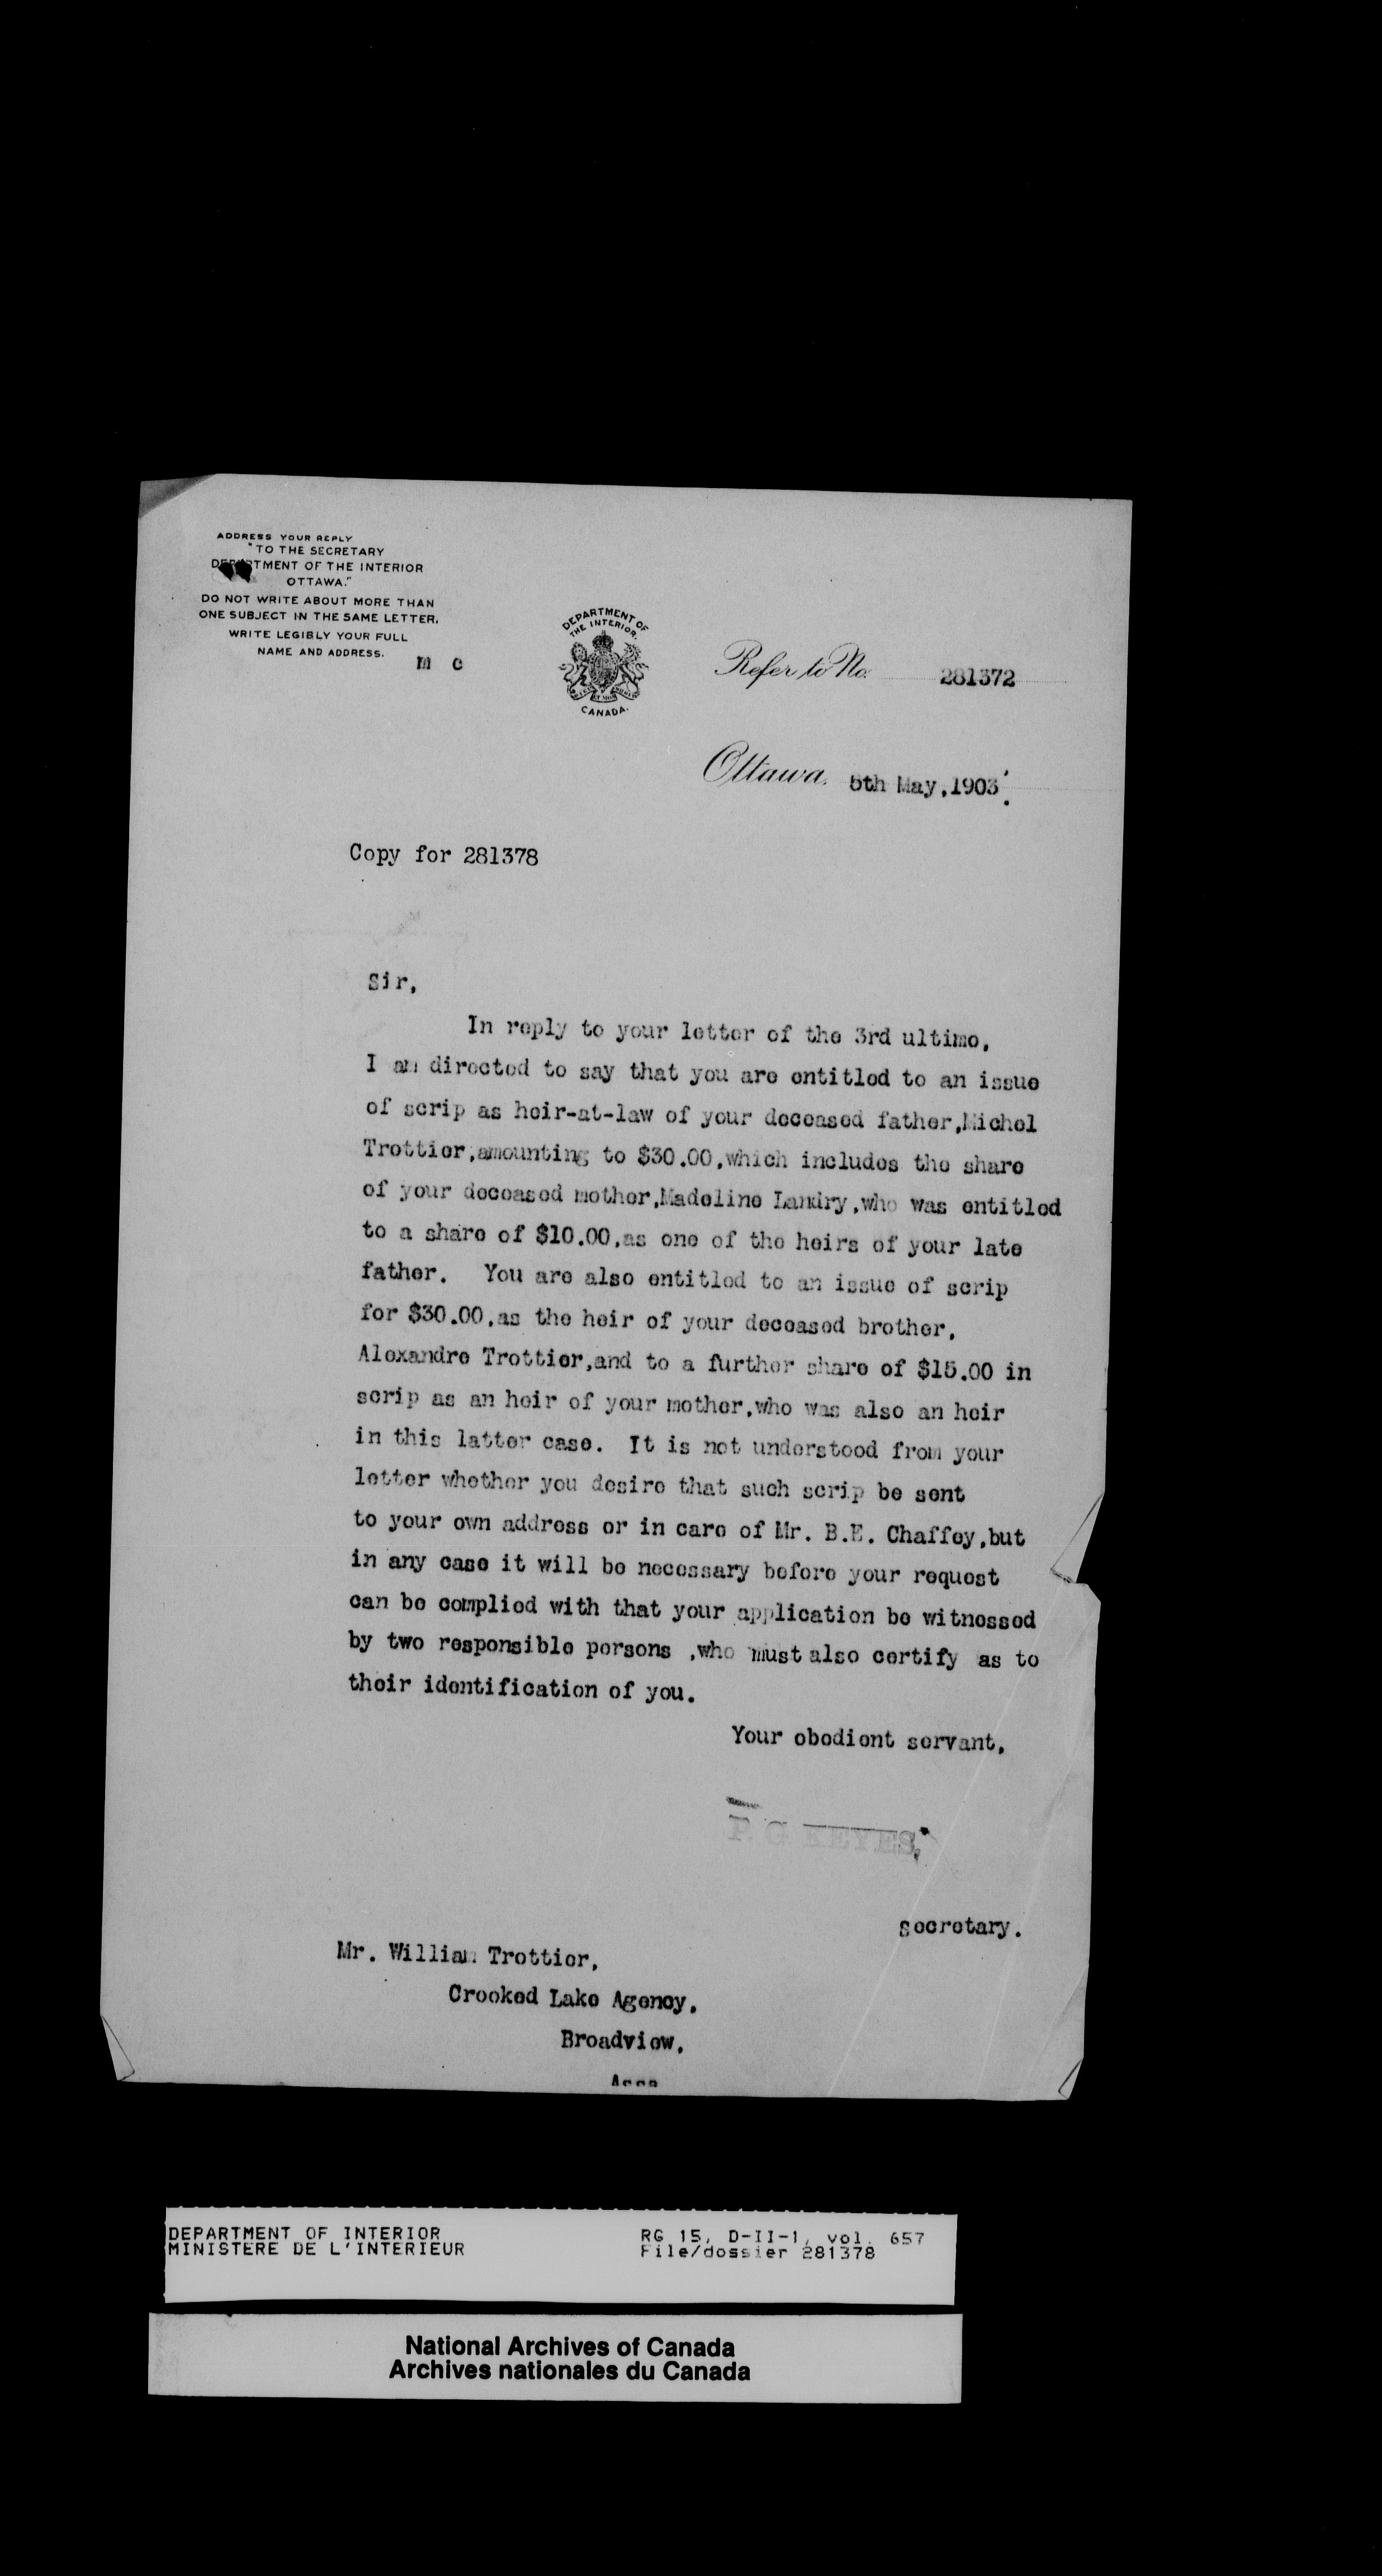 ADDRESS YOUR REPLY
"TO THE SECRETARY
DEPARTMENT OF THE INTERIOR
OTTAWA."
DO NOT WRITE ABOUT MORE THAN
ONE SUBJECT IN THE SAME LETTER,
WRITE LEGIBLY YOUR FULL
NAME AND ADDRESS.
M C
DEPARTMENT OF
THE INTERIOR.
CANADA.
Refer to No. 281372
Ottawa, 5th May, 1903.
Copy for 281378
Sir,
In reply to your letter of the 3rd ultimo,
I am directed to say that you are entitled to an issue
of scrip as heir-at-law of your deceased father,Michel
Trottier,amounting to $30.00,which includes the share
of your deceased mother,Madeline Landry,who was entitled
to a share of $10.00,as one of the heirs of your late
father. You are also entitled to an issue of scrip
for $30.00,as the heir of your deceased brother,
Alexandre Trottier,and to a further share of $15.00 in
scrip as an heir of your mother,who was also an heir
in this latter case. It is not understood from your
letter whether you desire that such scrip be sent
to your own address or in care of Mr. B.E. Chaffey,but
in any case it will be necessary before your request
can be complied with that your application be witnessed
by two responsible persons ,who must also certify as to
their identification of you.
Your obedient servant,
P. G. KEYES,
secretary.
Mr. William Trottier,
Crooked Lake Agency,
Broadview,
Assa
DEPARTMENT OF INTERIOR
MINISTERE DE L'INTERIEUR
RG 15, D-II-1, vol. 657
File/dossier 281378
National Archives of Canada
Archives nationales du Canada